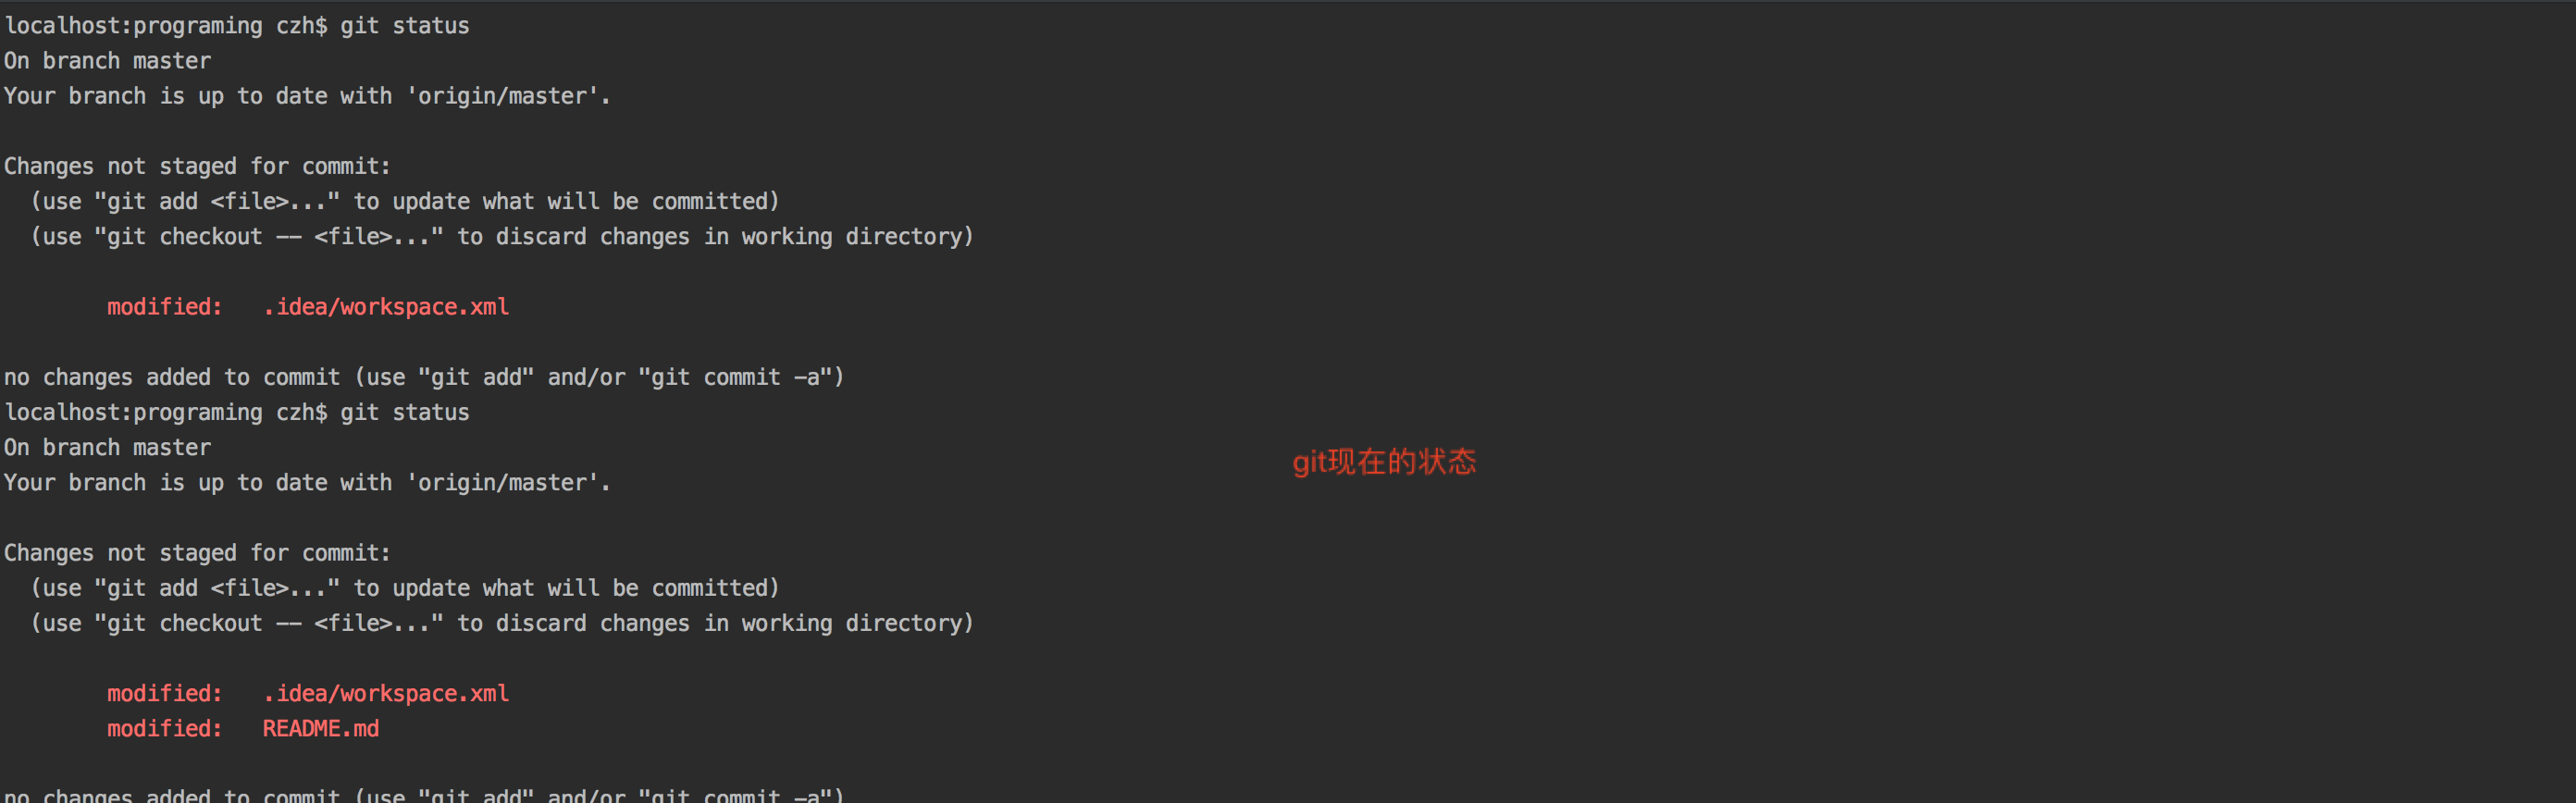 localhost:programing czh$ git status
On branch master
Your branch is up to date with 'origin/master'.
Changes not staged for commit:
(use "git add <file>..." to update what will be committed)
(use "git checkout -- <file>..." to discard changes in working directory)
modified: .idea/workspace.xml
no changes added to commit (use "git add" and/or "git commit -a")
localhost:programing czh$ git status
On branch master
git现在的状态
Your branch is up to date with 'origin/master'.
Changes not staged for commit:
(use "git add <file>..." to update what will be committed)
(use "git checkout -- <file>..." to discard changes in working directory)
modified: .idea/workspace.xml
modified: README.md
no changes added to commit (use "git add" and/or "git commit -a")